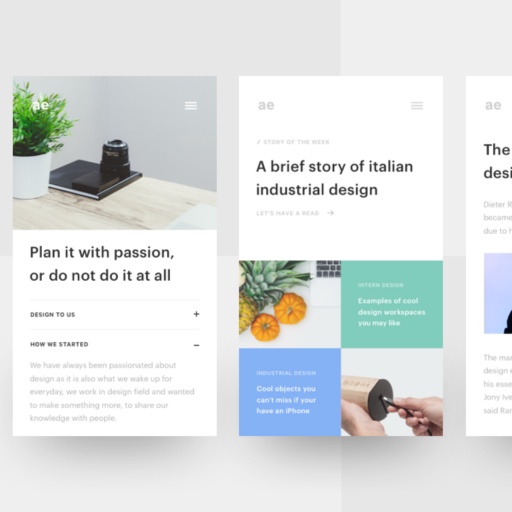 ae
Plan it with passion,
or do not do it at all
DESIGN TO US +
HOW WE STARTED –
We have always been passionated about
design as it is also what we wake up for
everyday, we work in design field and wanted
to make something more, to share our
knowledge with people.
ae
// STORY OF THE WEEK
A brief story of italian
industrial design
LET'S HAVE A READ →
INTERH DESIGN
Examples of cool
design workspaces
you may like
INDUSTRIAL DESIGN
Cool objects you
can't miss if your
have an iPhone
ae
The
desi
Dieter R
became
due to h
The mar
design e
his esse
Jony Ive
said Ran